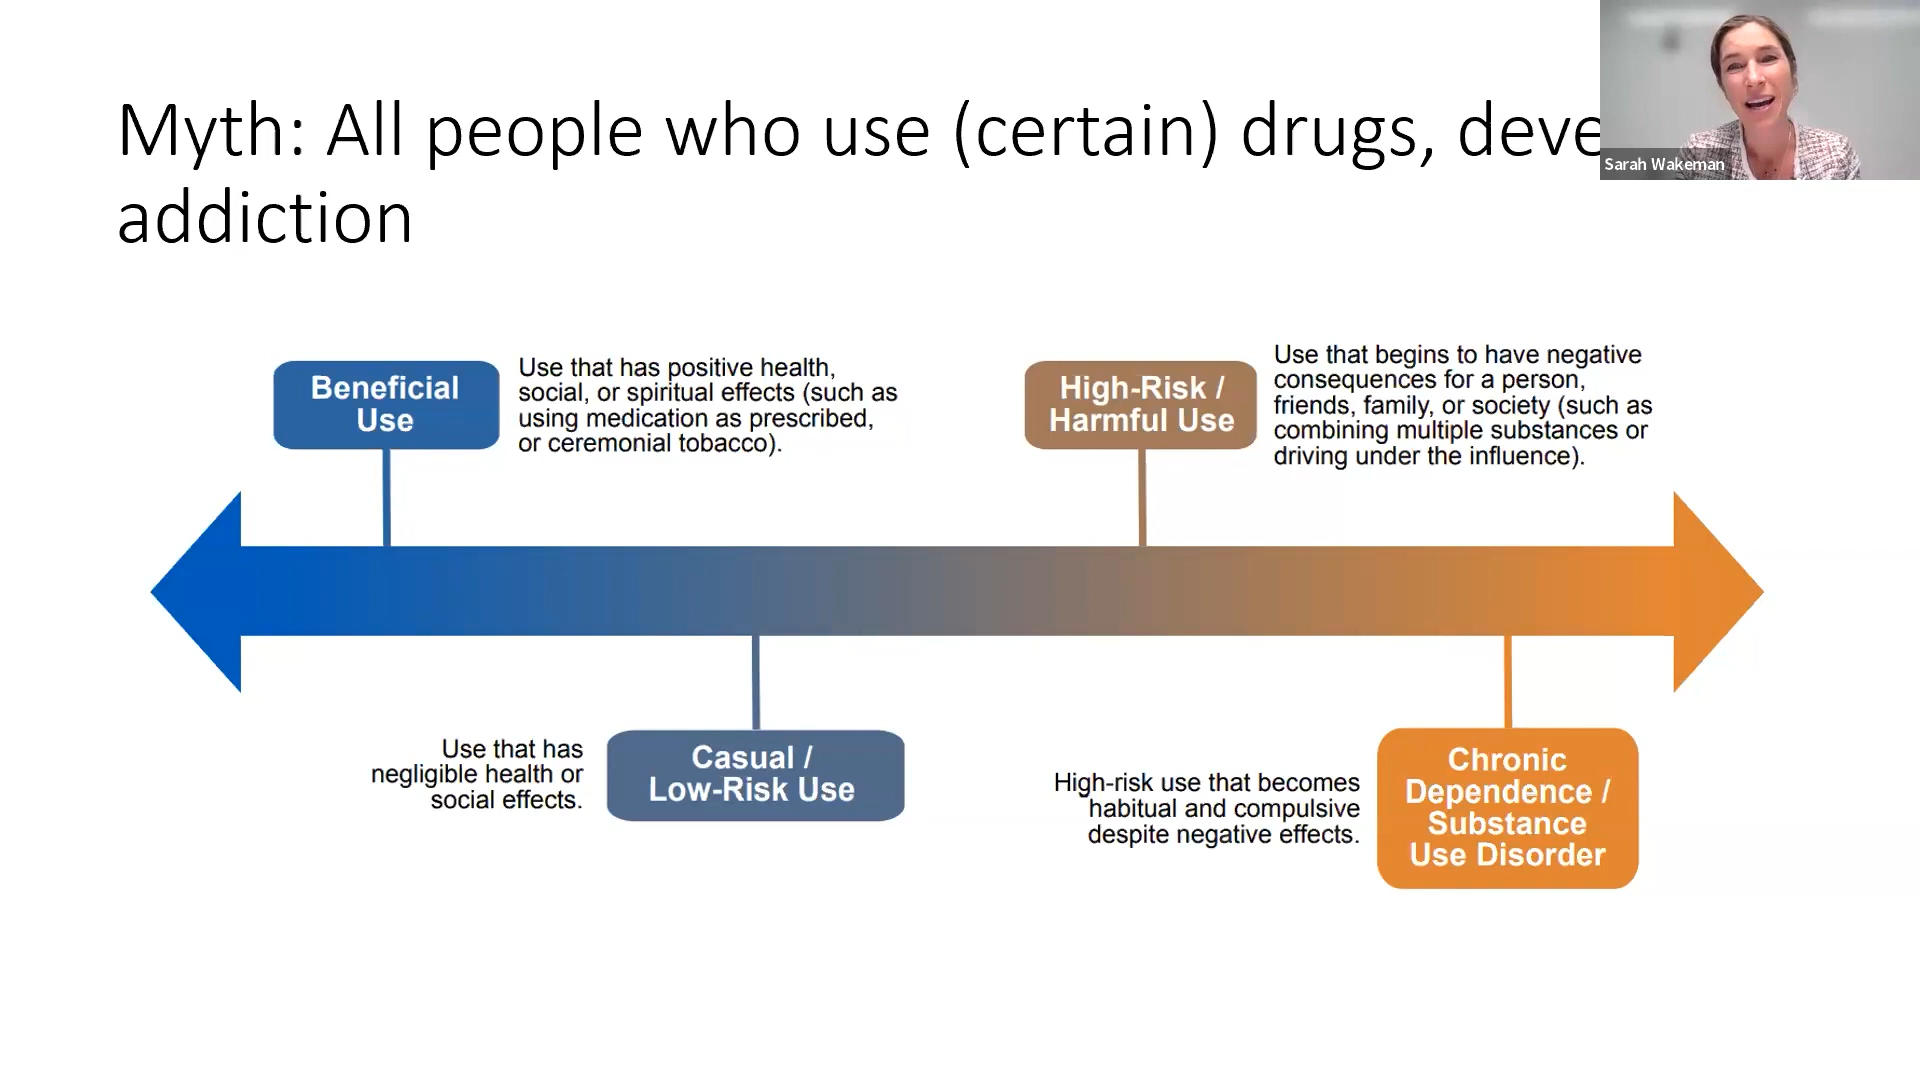 Myth: All people who use (certain) drugs, deve
addiction
Sarah Wakeman
Beneficial
Use
Use that has positive health,
social, or spiritual effects (such as
using medication as prescribed,
or ceremonial tobacco).
High-Risk /
Harmful Use
Use that begins to have negative
consequences for a person,
friends, family, or society (such as
combining multiple substances or
driving under the influence).
Use that has
negligible health or
social effects.
Casual /
Low-Risk Use
High-risk use that becomes
habitual and compulsive
despite negative effects.
Chronic
Dependence /
Substance
Use Disorder